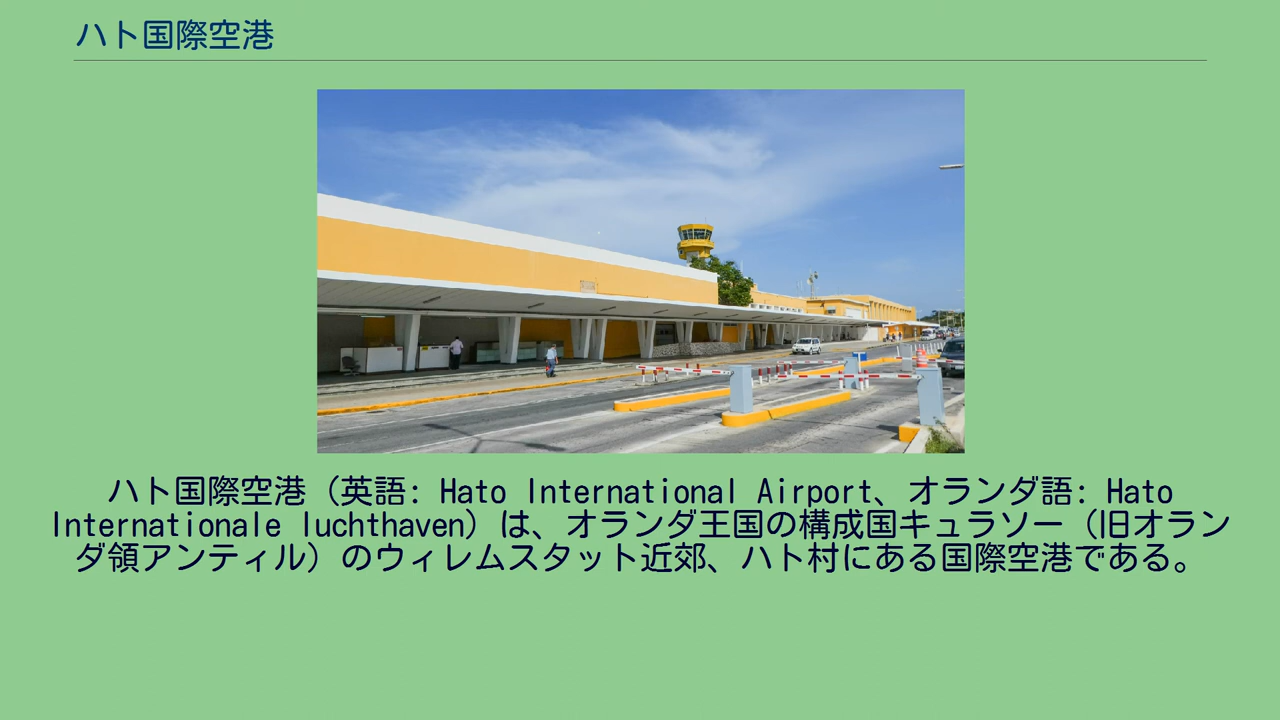 ハト国際空港
ハト国際空港（英語: Hato International Airport、オランダ語: Hato
Internationale luchthaven）は、オランダ王国の構成国キュラソー（旧オラン
ダ領アンティル）のウィレムスタット近郊、ハト村にある国際空港である。